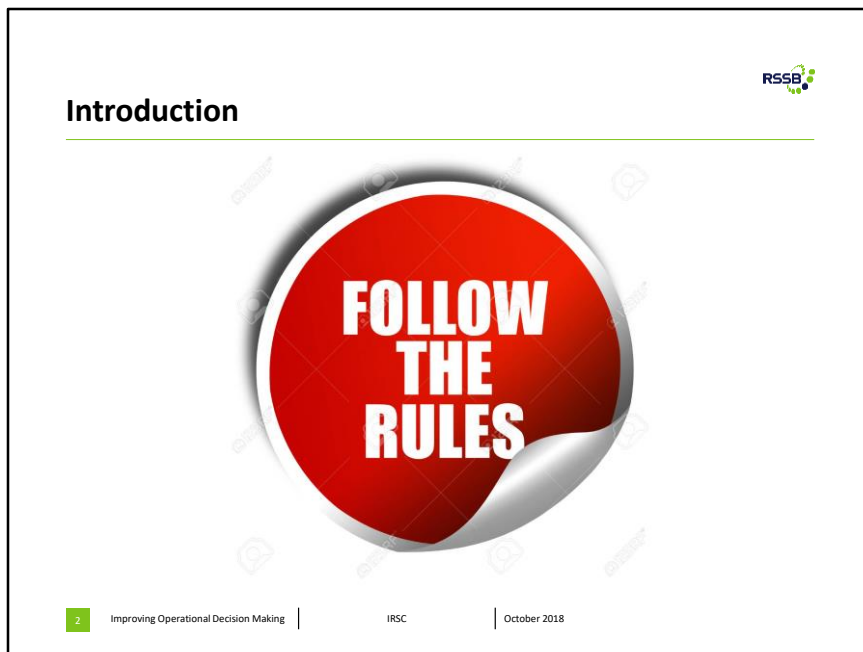 RSSB
Introduction
FOLLOW
THE
RULES
2 Improving Operational Decision Making IRSC October 2018